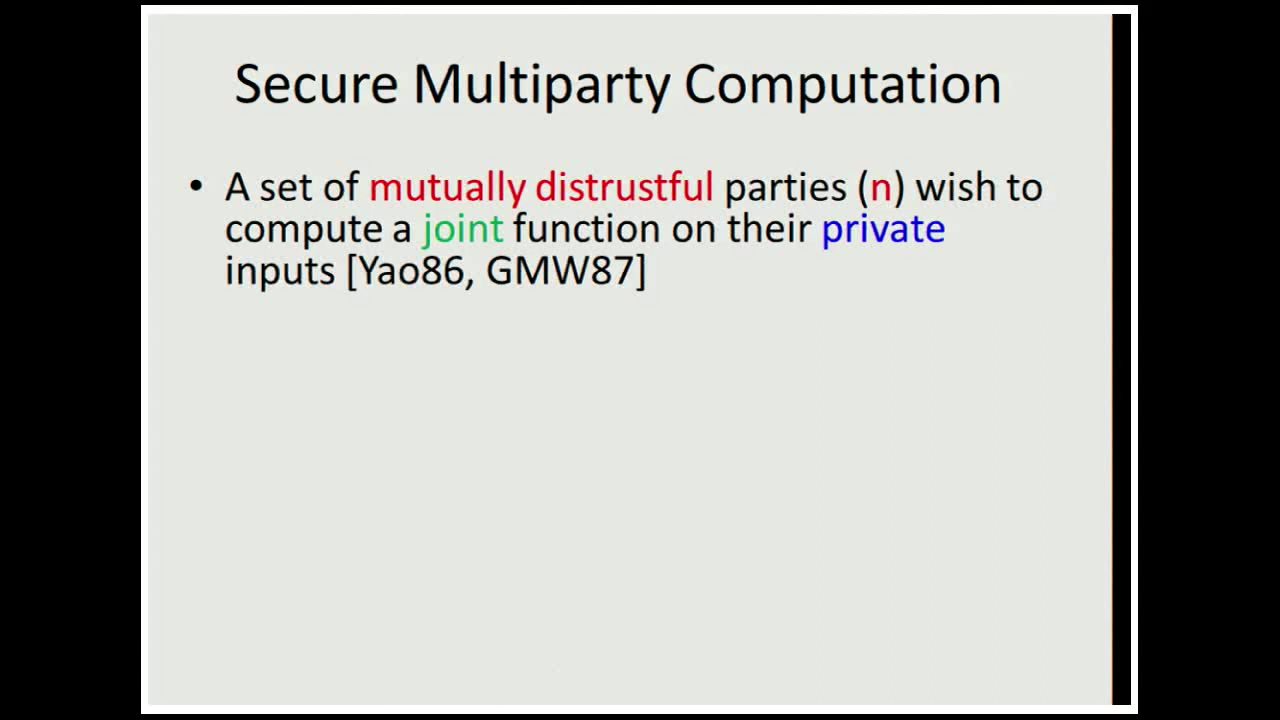 Secure Multiparty Computation
• A set of mutually distrustful parties (n) wish to
compute a joint function on their private
inputs [Yao86, GMW87]